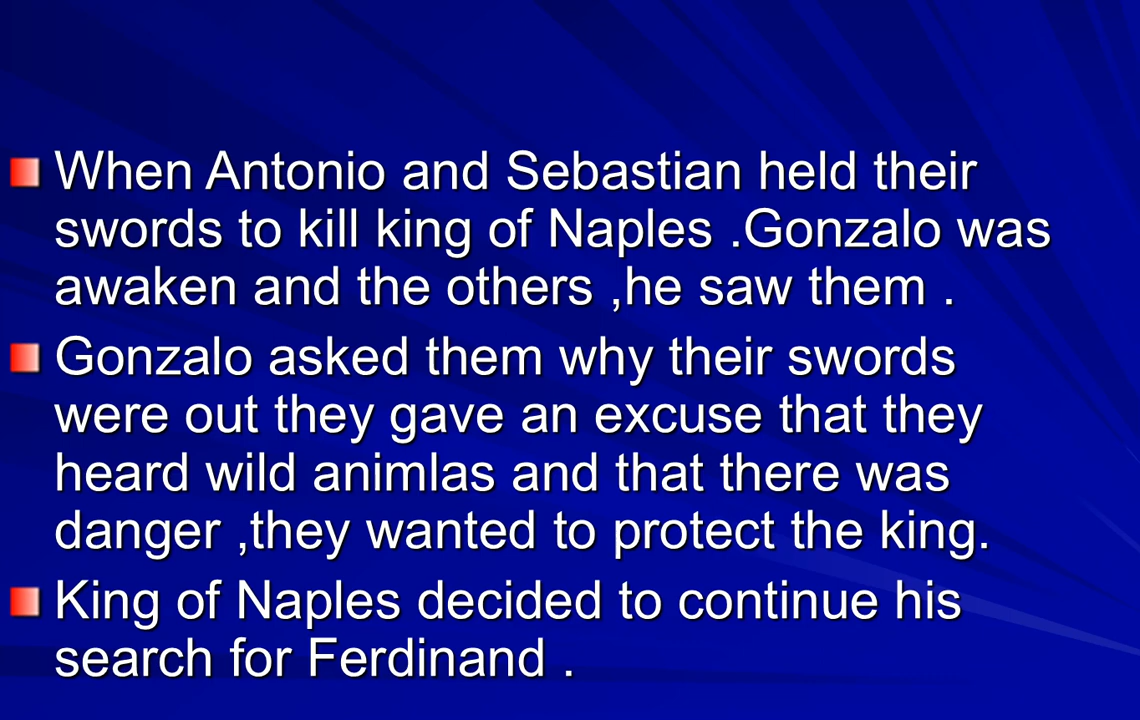 When Antonio and Sebastian held their
swords to kill king of Naples .Gonzalo was
awaken and the others ,he saw them .
Gonzalo asked them why their swords
were out they gave an excuse that they
heard wild animlas and that there was
danger ,they wanted to protect the king.
King of Naples decided to continue his
search for Ferdinand .